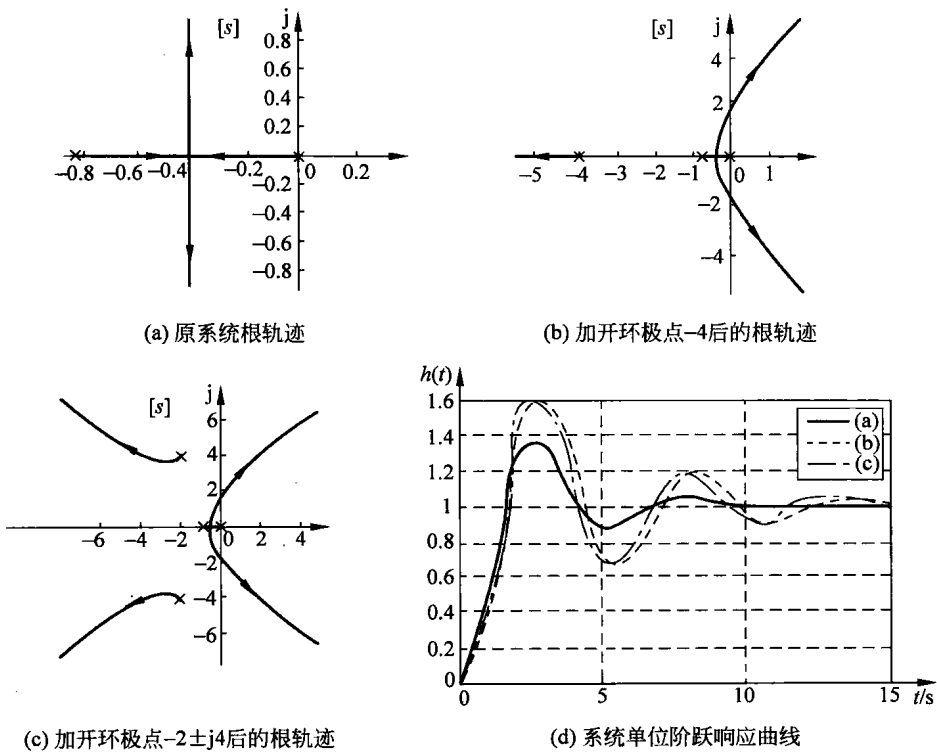 [s]
j
0.8
0.6
0.4
0.2
−0.8 −0.6 −0.4 −0.2 0 0.2
−0.2
−0.4
−0.6
−0.8
(a) 原系统根轨迹
[s]
j
4
2
−5 −4 −3 −2 −1 0 1
−2
−4
(b) 加开环极点−4后的根轨迹
[s]
j
6
4
2
−6 −4 −2 0 2 4
−2
−4
−6
(c) 加开环极点−2±j4后的根轨迹
h(t)
1.6
1.4
1.2
1
0.8
0.6
0.4
0.2
0
0 5 10 15 t/s
(a)
(b)
(c)
(d) 系统单位阶跃响应曲线